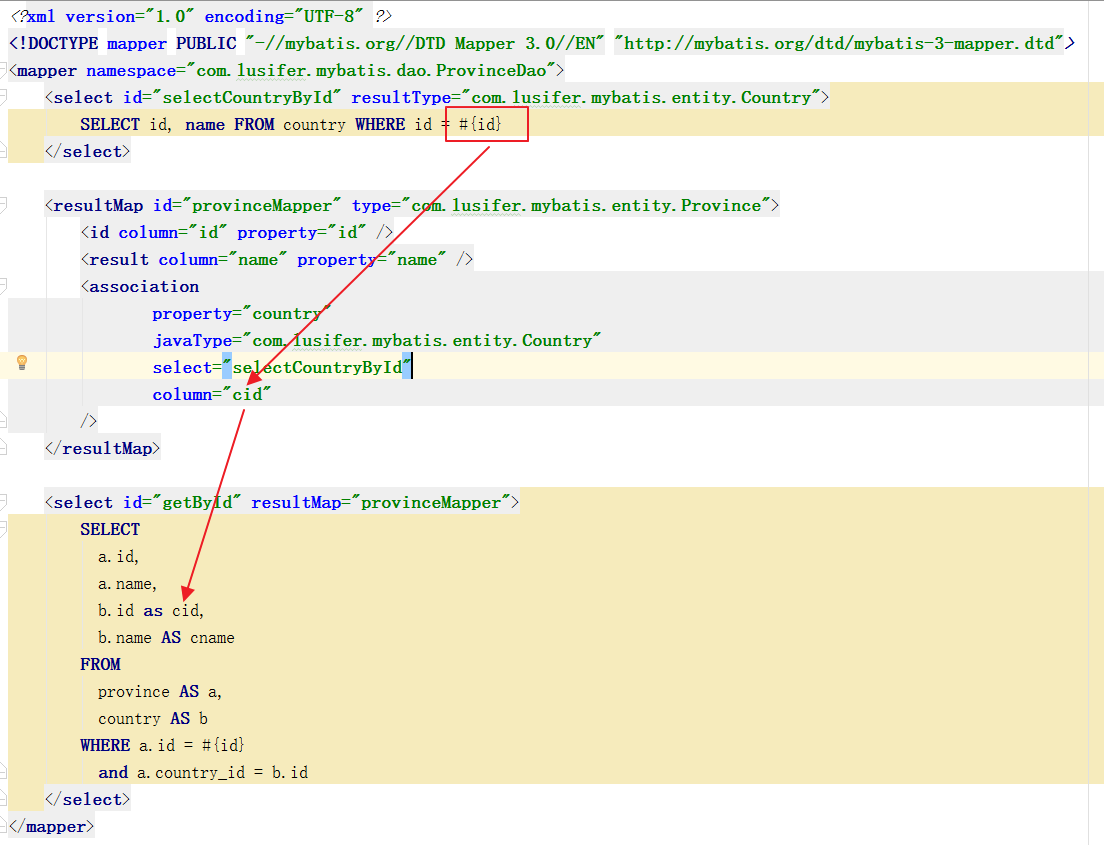 <?xml version="1.0" encoding="UTF-8" ?>
<!DOCTYPE mapper PUBLIC "-//mybatis.org//DTD Mapper 3.0//EN" "http://mybatis.org/dtd/mybatis-3-mapper.dtd">
<mapper namespace="com.lusifer.mybatis.dao.ProvinceDao">
<select id="selectCountryById" resultType="com.lusifer.mybatis.entity.Country">
SELECT id, name FROM country WHERE id = #{id}
</select>
<resultMap id="provinceMapper" type="com.lusifer.mybatis.entity.Province">
<id column="id" property="id" />
<result column="name" property="name" />
<association
property="country"
javaType="com.lusifer.mybatis.entity.Country"
select="selectCountryById"
column="cid"
/>
</resultMap>
<select id="getById" resultMap="provinceMapper">
SELECT
a.id,
a.name,
b.id as cid,
b.name AS cname
FROM
province AS a,
country AS b
WHERE a.id = #{id}
and a.country_id = b.id
</select>
</mapper>